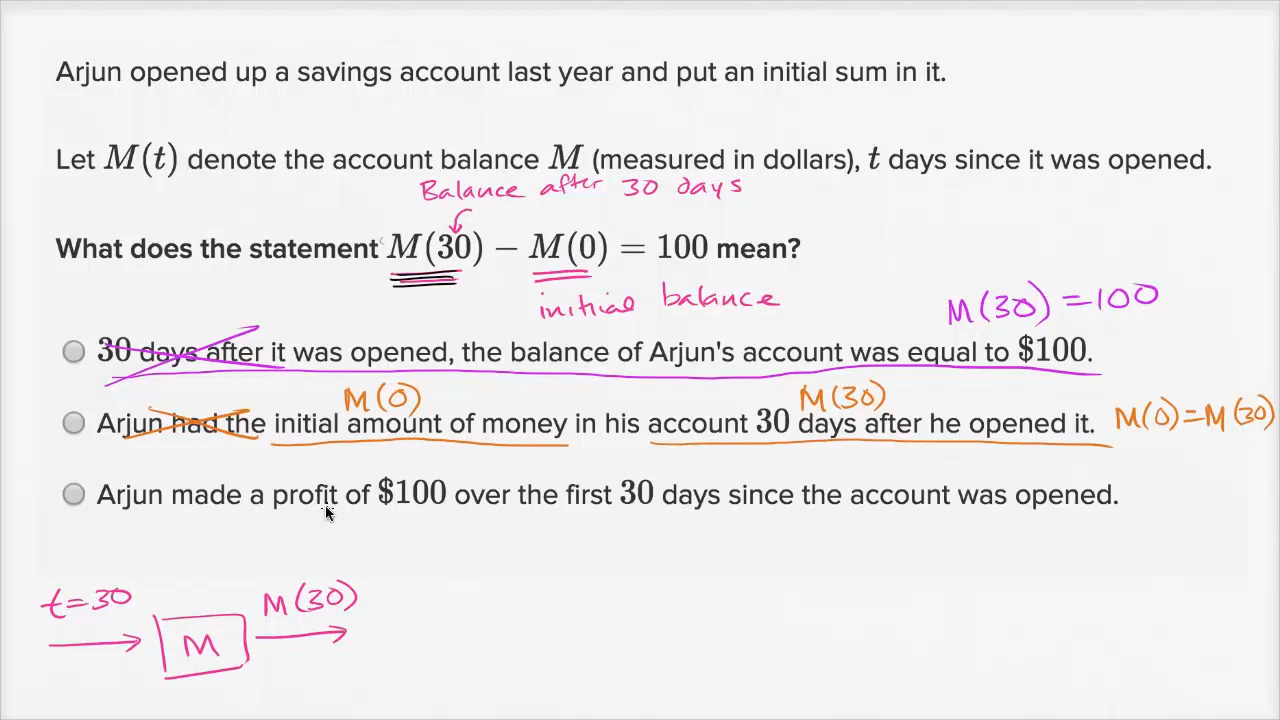 Arjun opened up a savings account last year and put an initial sum in it.
Let M(t) denote the account balance M (measured in dollars), t days since it was opened.
Balance after 30 days
What does the statement M(30) − M(0) = 100 mean?
initial balance
M(30) = 100
30 days after it was opened, the balance of Arjun's account was equal to $100.
M(0) M(30)
Arjun had the initial amount of money in his account 30 days after he opened it. M(0)=M(30)
Arjun made a profit of $100 over the first 30 days since the account was opened.
t=30 M(30)
M